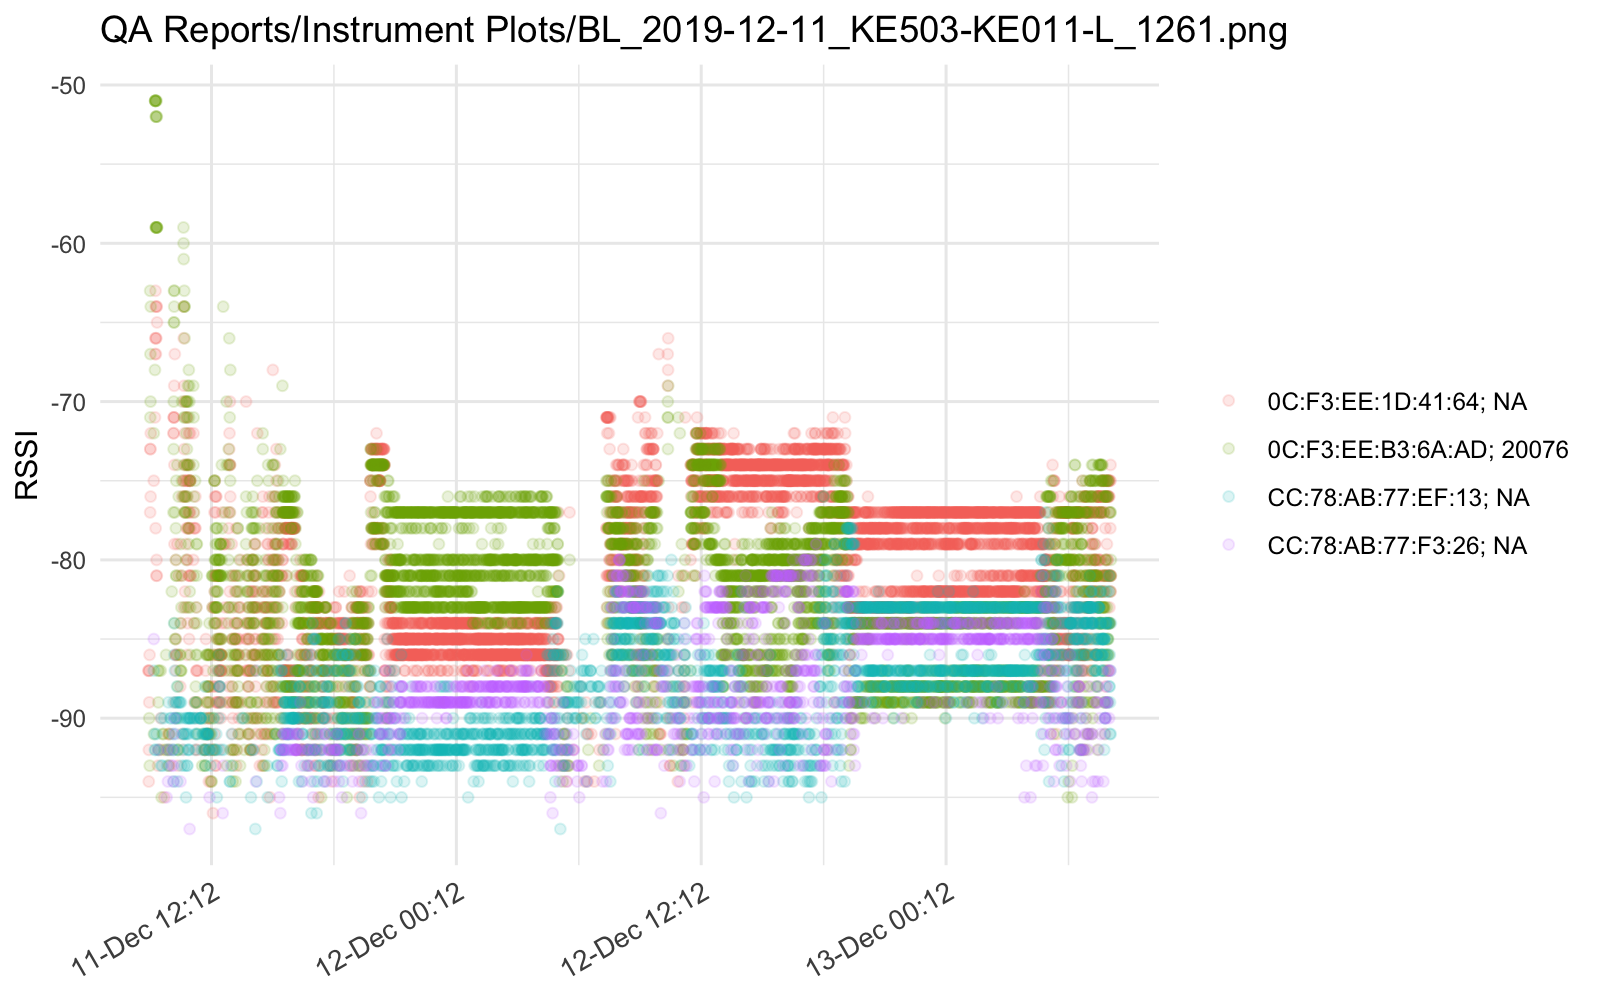 QA Reports/Instrument Plots/BL_2019-12-11_KE503-KE011-L_1261.png
-50
-60
-70
-80
-90
RSSI
11-Dec 12:12
12-Dec 00:12
12-Dec 12:12
13-Dec 00:12
0C:F3:EE:1D:41:64; NA
0C:F3:EE:B3:6A:AD; 20076
CC:78:AB:77:EF:13; NA
CC:78:AB:77:F3:26; NA